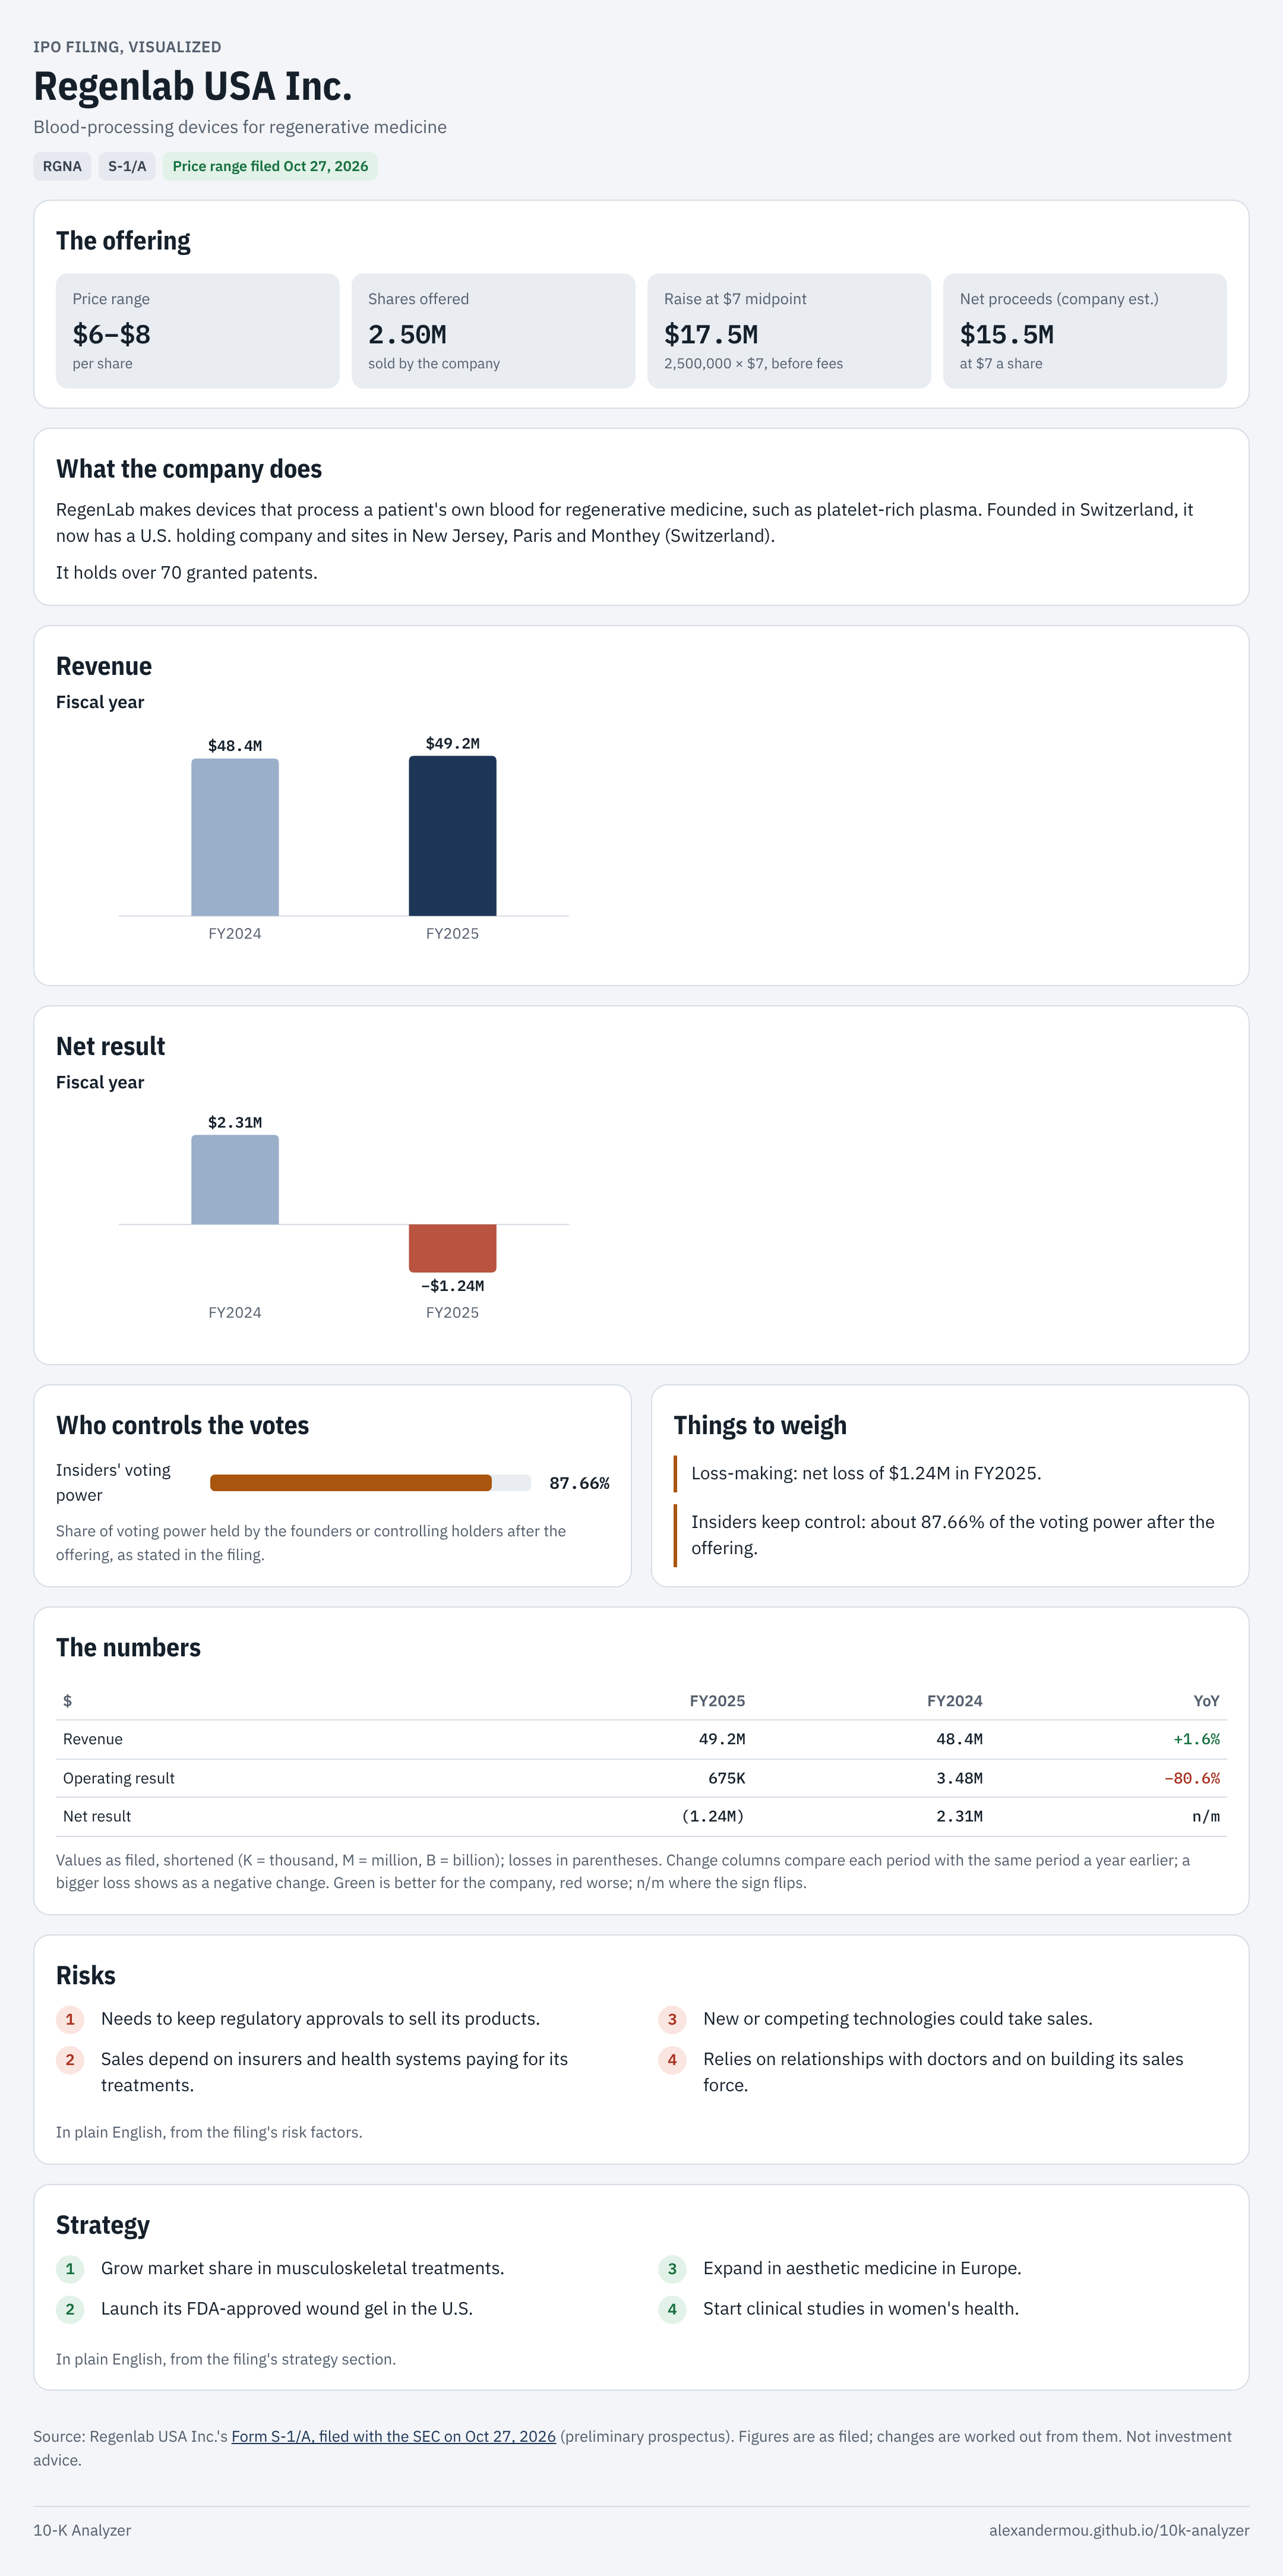 IPO FILING, VISUALIZED
Regenlab USA Inc.
Blood-processing devices for regenerative medicine
RGNA S-1/A Price range filed Oct 27, 2026
The offering
Price range
$6–$8
per share
Shares offered
2.50M
sold by the company
Raise at $7 midpoint
$17.5M
2,500,000 × $7, before fees
Net proceeds (company est.)
$15.5M
at $7 a share
What the company does
RegenLab makes devices that process a patient's own blood for regenerative medicine, such as platelet-rich plasma. Founded in Switzerland, it
now has a U.S. holding company and sites in New Jersey, Paris and Monthey (Switzerland).
It holds over 70 granted patents.
Revenue
Fiscal year
$48.4M $49.2M
FY2024 FY2025
Net result
Fiscal year
$2.31M
−$1.24M
FY2024 FY2025
Who controls the votes
Insiders' voting
power
87.66%
Share of voting power held by the founders or controlling holders after the
offering, as stated in the filing.
Things to weigh
Loss-making: net loss of $1.24M in FY2025.
Insiders keep control: about 87.66% of the voting power after the
offering.
The numbers
$ FY2025 FY2024 YoY
Revenue 49.2M 48.4M +1.6%
Operating result 675K 3.48M −80.6%
Net result (1.24M) 2.31M n/m
Values as filed, shortened (K = thousand, M = million, B = billion); losses in parentheses. Change columns compare each period with the same period a year earlier; a
bigger loss shows as a negative change. Green is better for the company, red worse; n/m where the sign flips.
Risks
1 Needs to keep regulatory approvals to sell its products.
2 Sales depend on insurers and health systems paying for its
treatments.
3 New or competing technologies could take sales.
4 Relies on relationships with doctors and on building its sales
force.
In plain English, from the filing's risk factors.
Strategy
1 Grow market share in musculoskeletal treatments.
2 Launch its FDA-approved wound gel in the U.S.
3 Expand in aesthetic medicine in Europe.
4 Start clinical studies in women's health.
In plain English, from the filing's strategy section.
Source: Regenlab USA Inc.'s Form S-1/A, filed with the SEC on Oct 27, 2026 (preliminary prospectus). Figures are as filed; changes are worked out from them. Not investment
advice.
10-K Analyzer
alexandermou.github.io/10k-analyzer